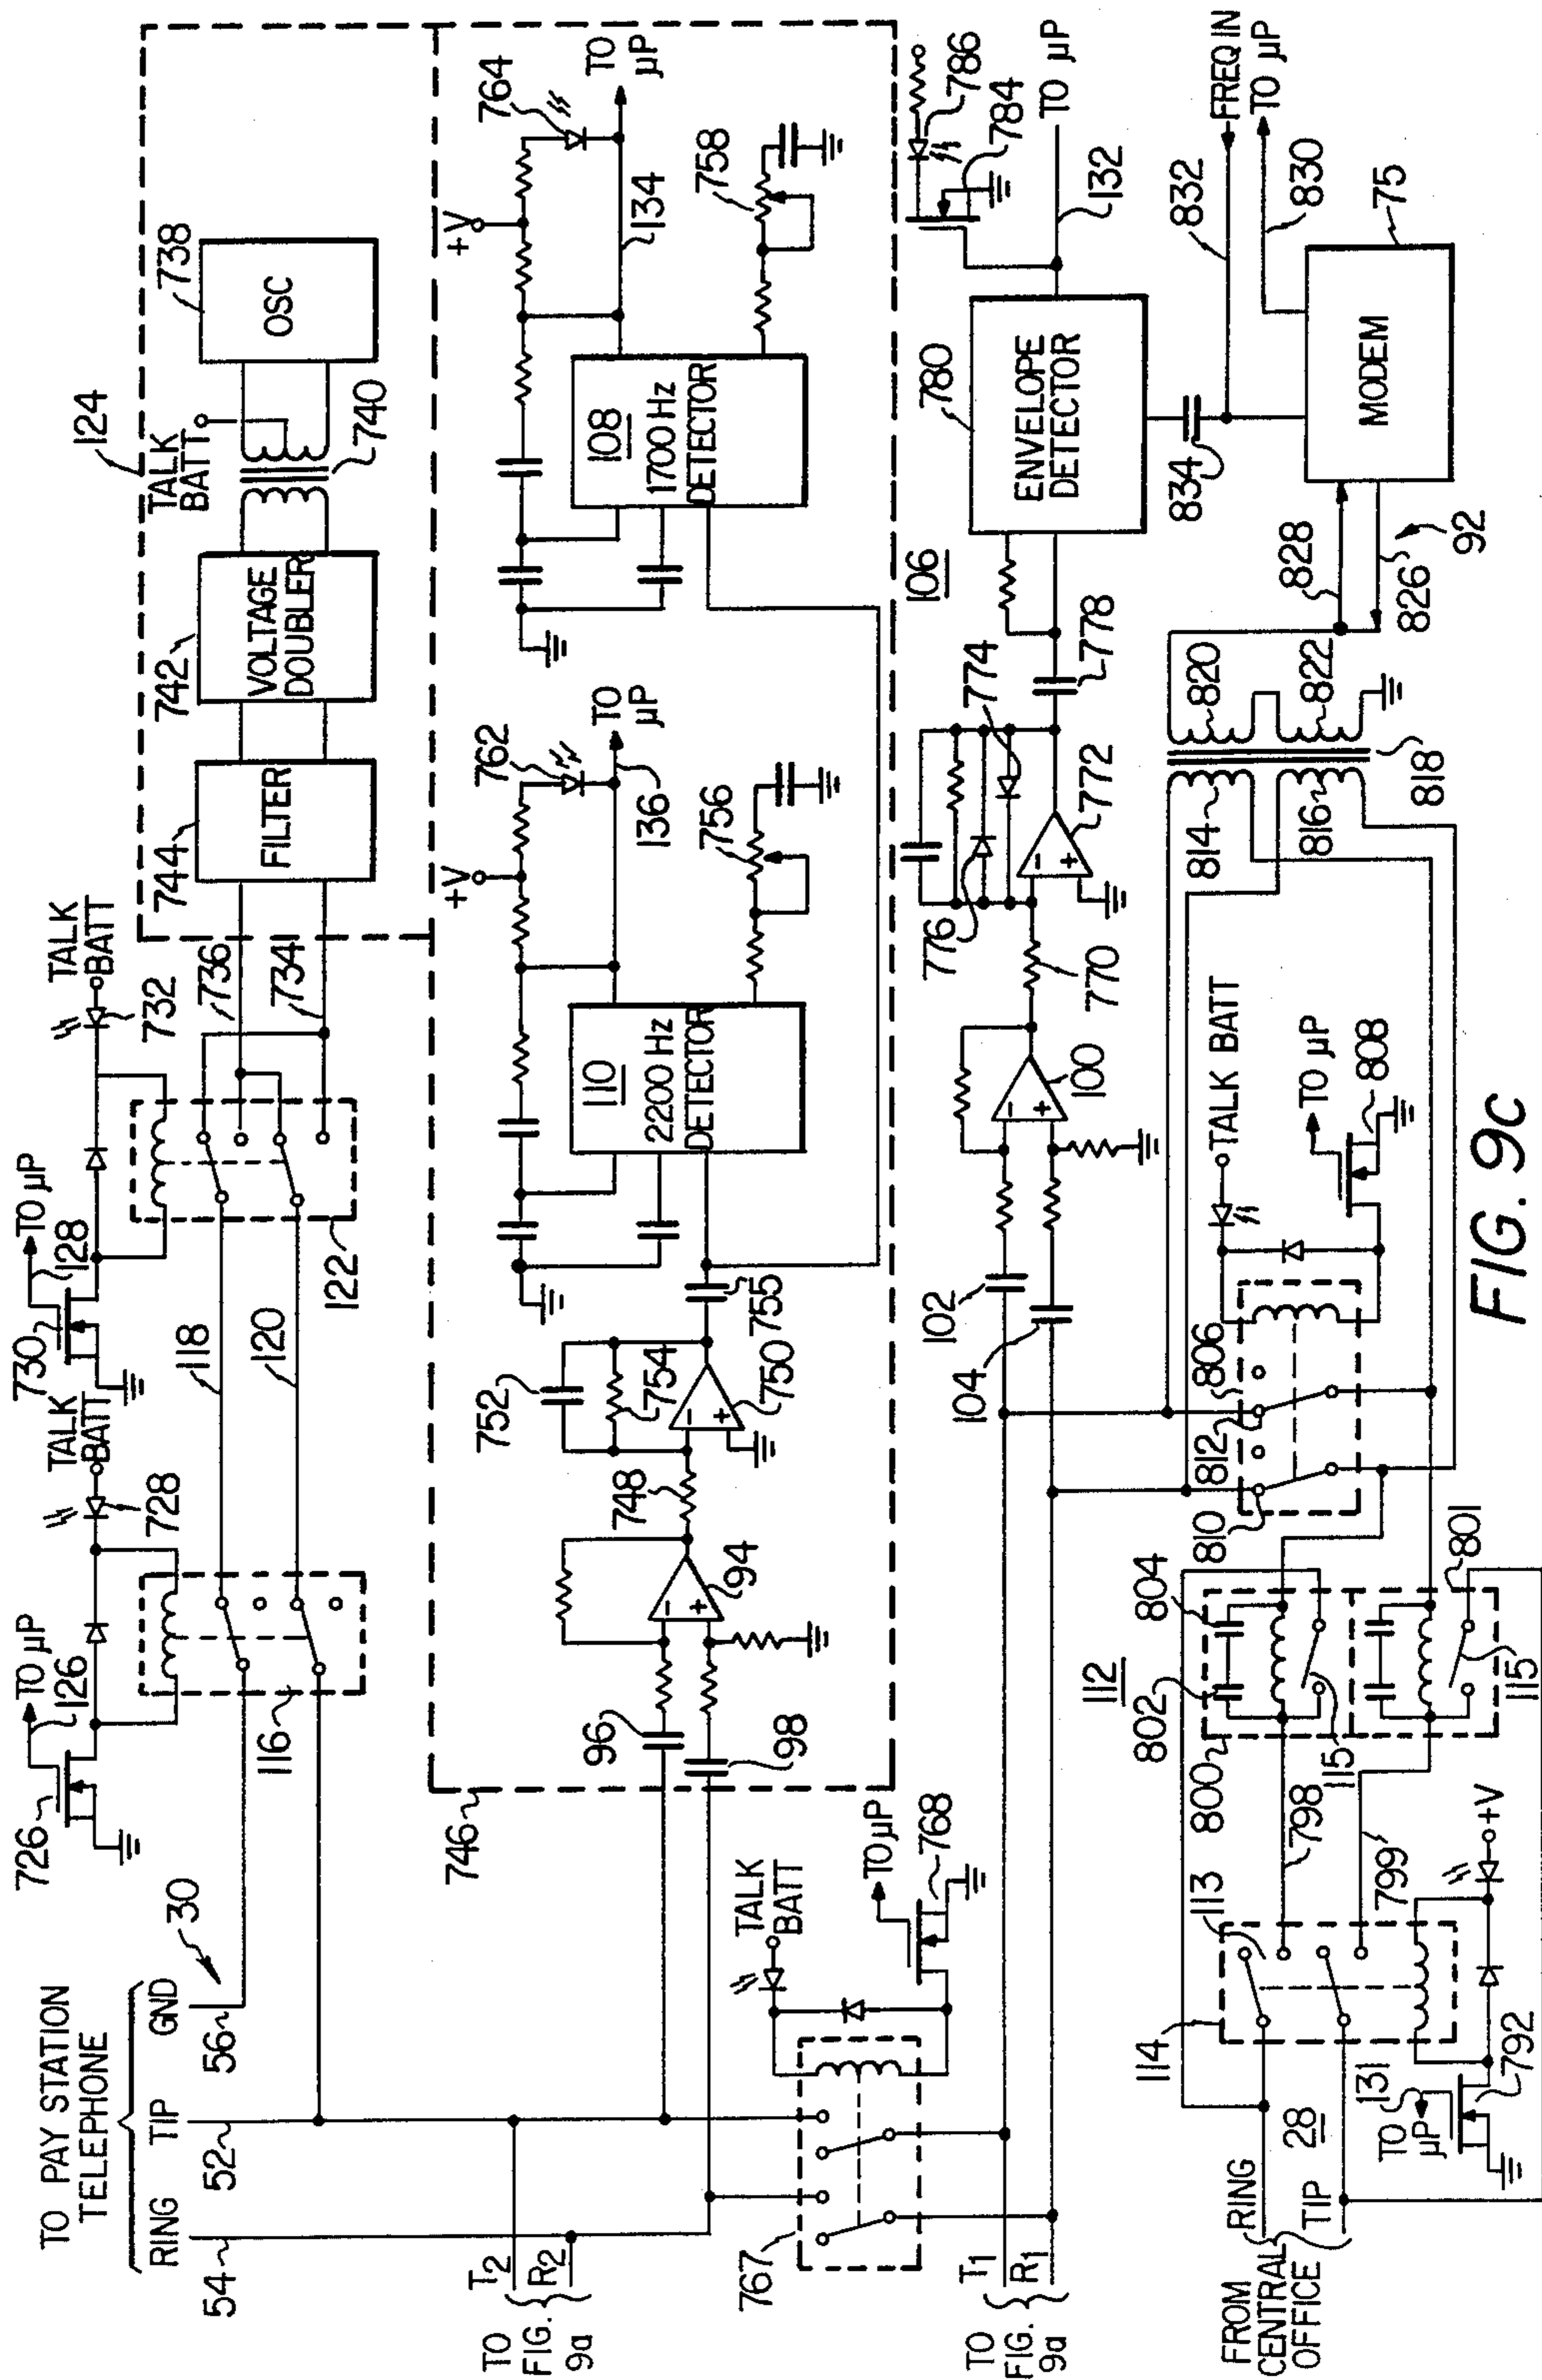 TO PAY STATION
TELEPHONE
RING TIP GND
54 52 56 30
726
TO µP
126
728
TALK
BATT
730
TO µP
128
732
TALK
BATT
116
118
120
122
736
734
744
FILTER
742
VOLTAGE
DOUBLER
124
TALK
BATT
740
738
OSC
746
96
98
94
748
752
754
750
755
110
2200 Hz
DETECTOR
+V
762
TO
µP
136
756
108
1700 Hz
DETECTOR
+V
764
TO
µP
134
758
T2
R2
TO
FIG.
9a
767
TALK
BATT
TO µP
768
T1
R1
TO
FIG.
9a
102
104
100
770
776
772
774
778
106
780
ENVELOPE
DETECTOR
786
784
TO µP
132
834
FREQ IN
TO µP
832
830
75
MODEM
828
826
92
820
822
818
814
816
FROM
CENTRAL
OFFICE
RING
TIP
28
114
113
131
TO
µP
792
+V
798
799
800
802
804
112
115
801
115
810
812
806
TALK BATT
TO µP
808
FIG. 9c